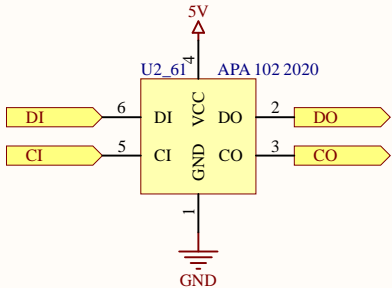 5V
4
U2_61 APA 102 2020
DI 6 DI VCC DO 2 DO
CI 5 CI GND CO 3 CO
1
GND